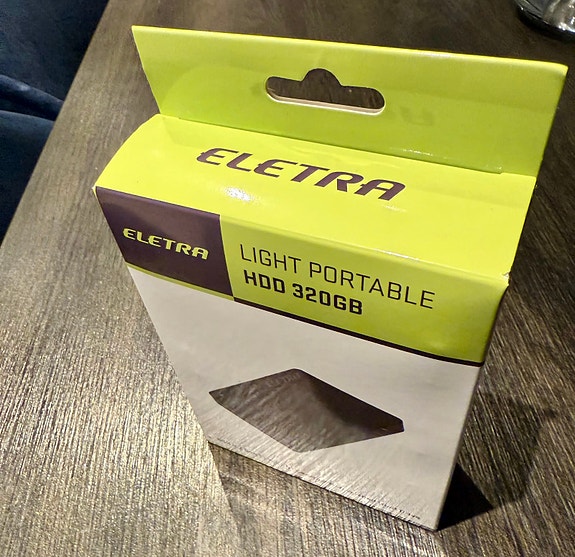 ELETRA
ELETRA
LIGHT PORTABLE
HDD 320GB